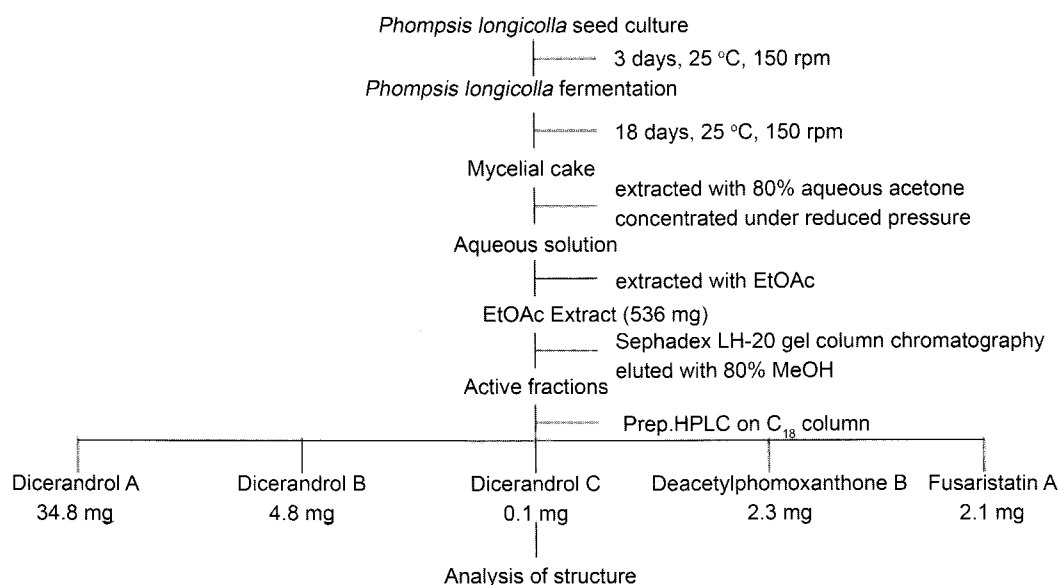 Phompsis longicolla seed culture
3 days, 25 °C, 150 rpm
Phompsis longicolla fermentation
18 days, 25 °C, 150 rpm
Mycelial cake
extracted with 80% aqueous acetone
concentrated under reduced pressure
Aqueous solution
extracted with EtOAc
EtOAc Extract (536 mg)
Sephadex LH-20 gel column chromatography
eluted with 80% MeOH
Active fractions
Prep.HPLC on C18 column
Dicerandrol A Dicerandrol B Dicerandrol C Deacetylphomoxanthone B Fusaristatin A
34.8 mg 4.8 mg 0.1 mg 2.3 mg 2.1 mg
Analysis of structure